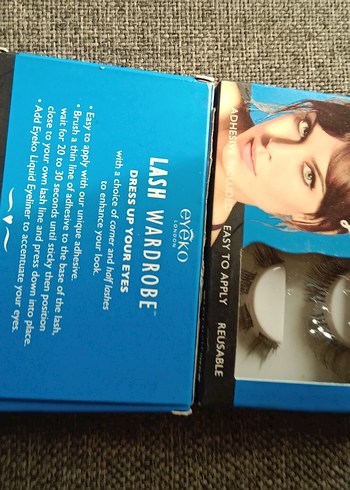 eyeko
LONDON
LASH WARDROBE™
DRESS UP YOUR EYES
with a choice of corner and half lashes
to enhance your look.
• Easy to apply with our unique adhesive.
• Brush a thin line of adhesive to the base of the lash,
wait for 20 to 30 seconds until sticky then position
close to your own lash line and press down into place.
• Add Eyeko Liquid Eyeliner to accentuate your eyes.
ADHESIVE
EASY TO APPLY
REUSABLE